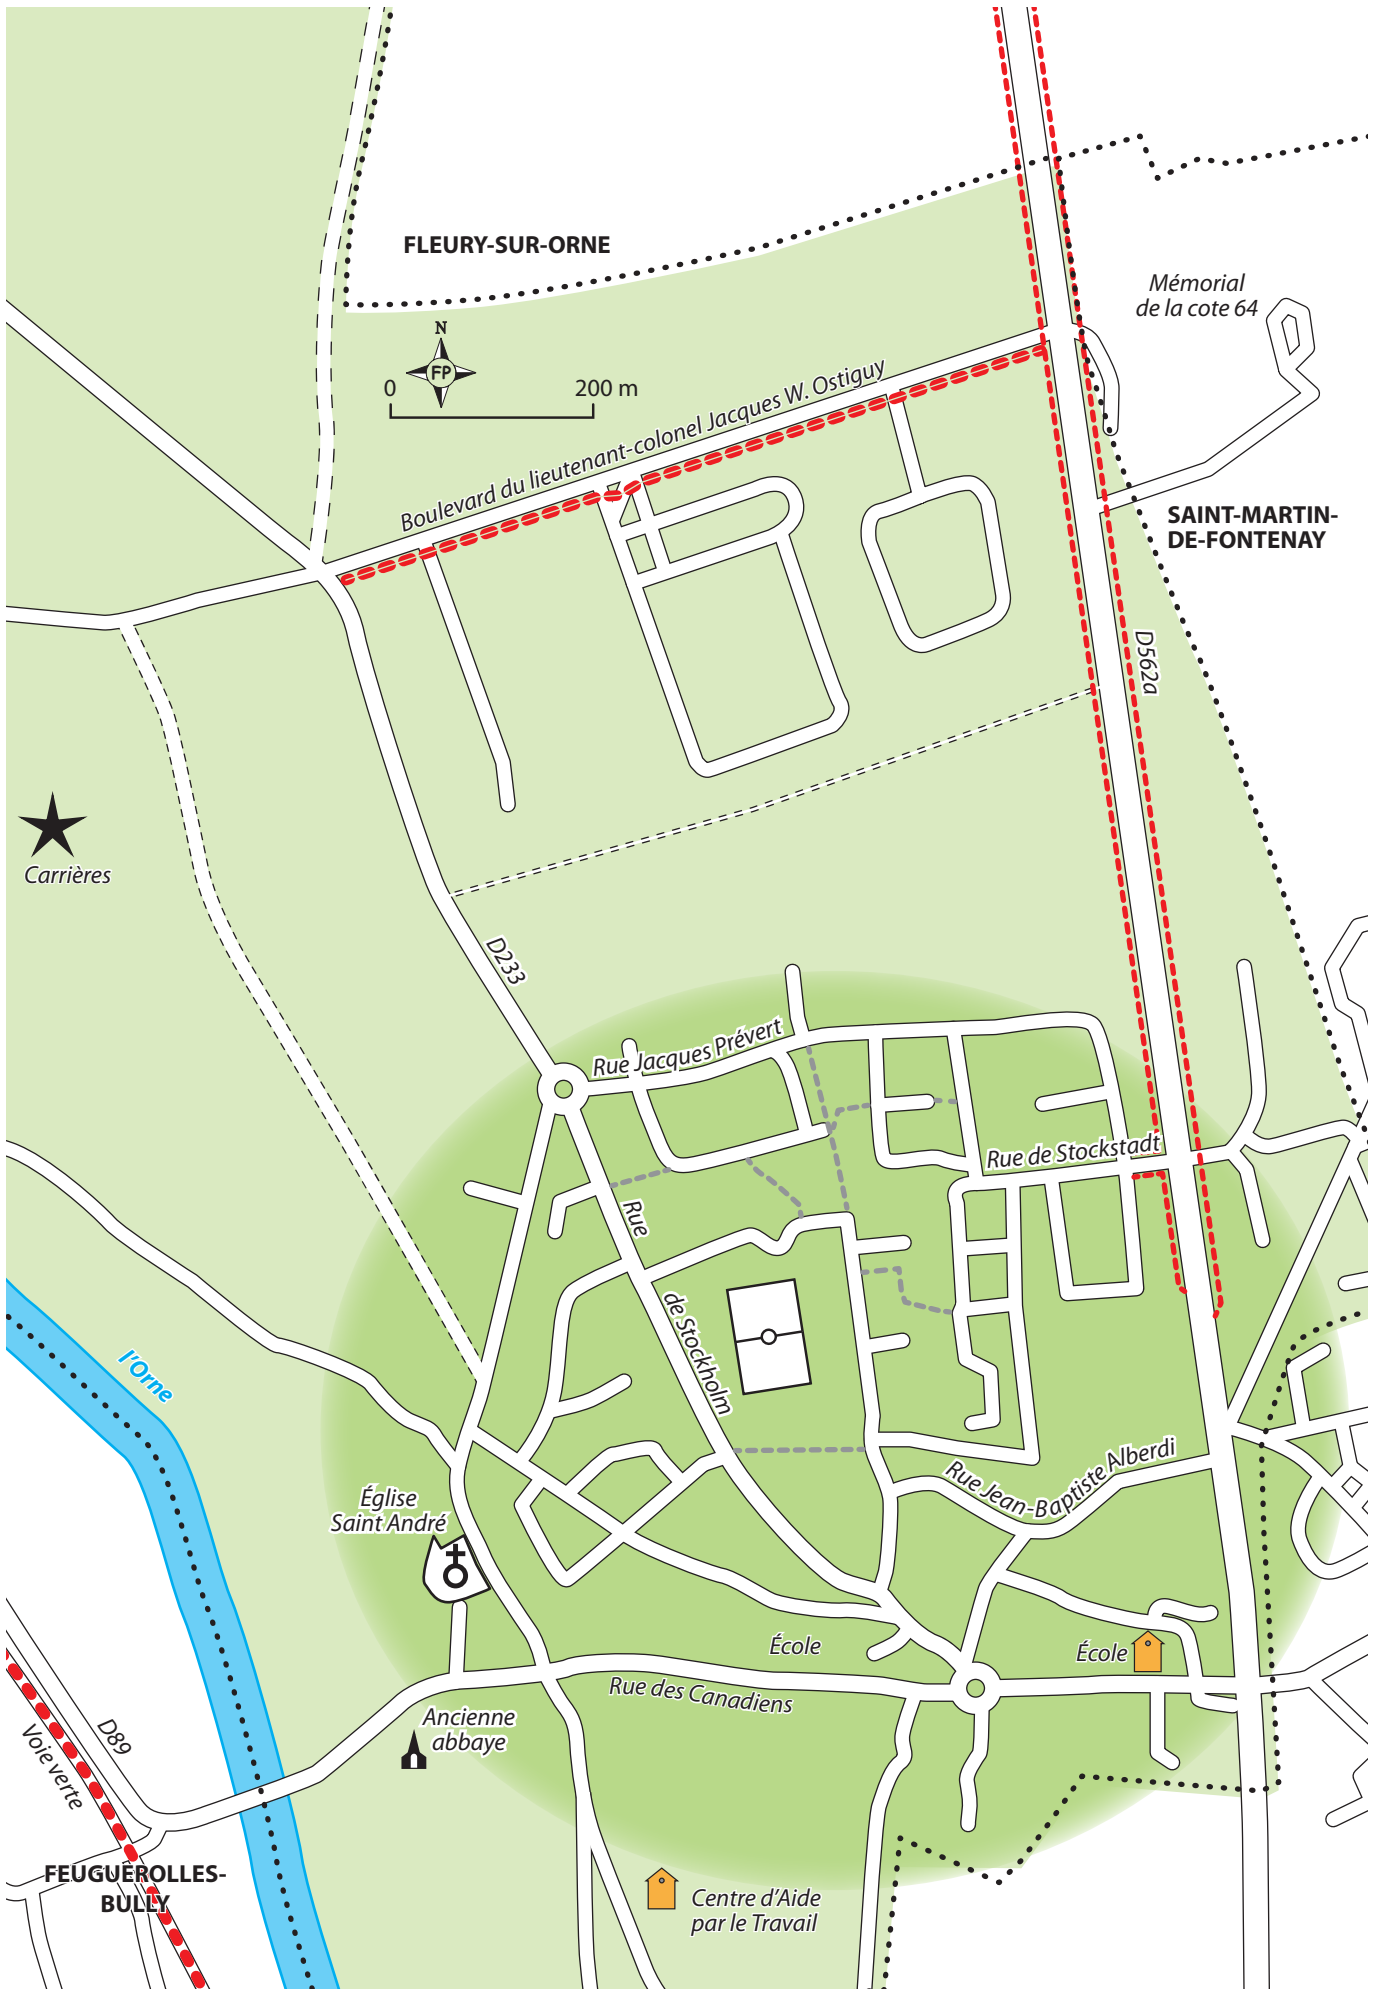 FLEURY-SUR-ORNE
Mémorial
de la cote 64
N
FP
0 200 m
Boulevard du lieutenant-colonel Jacques W. Ostiguy
SAINT-MARTIN-
DE-FONTENAY
D562a
Carrières
D233
Rue Jacques Prévert
Rue de Stockstadt
Rue
de Stockholm
l'Orne
Rue Jean-Baptiste Alberdi
Église
Saint André
École
École
Rue des Canadiens
Ancienne
abbaye
D89
Voie verte
FEUGUEROLLES-
BULLY
Centre d'Aide
par le Travail